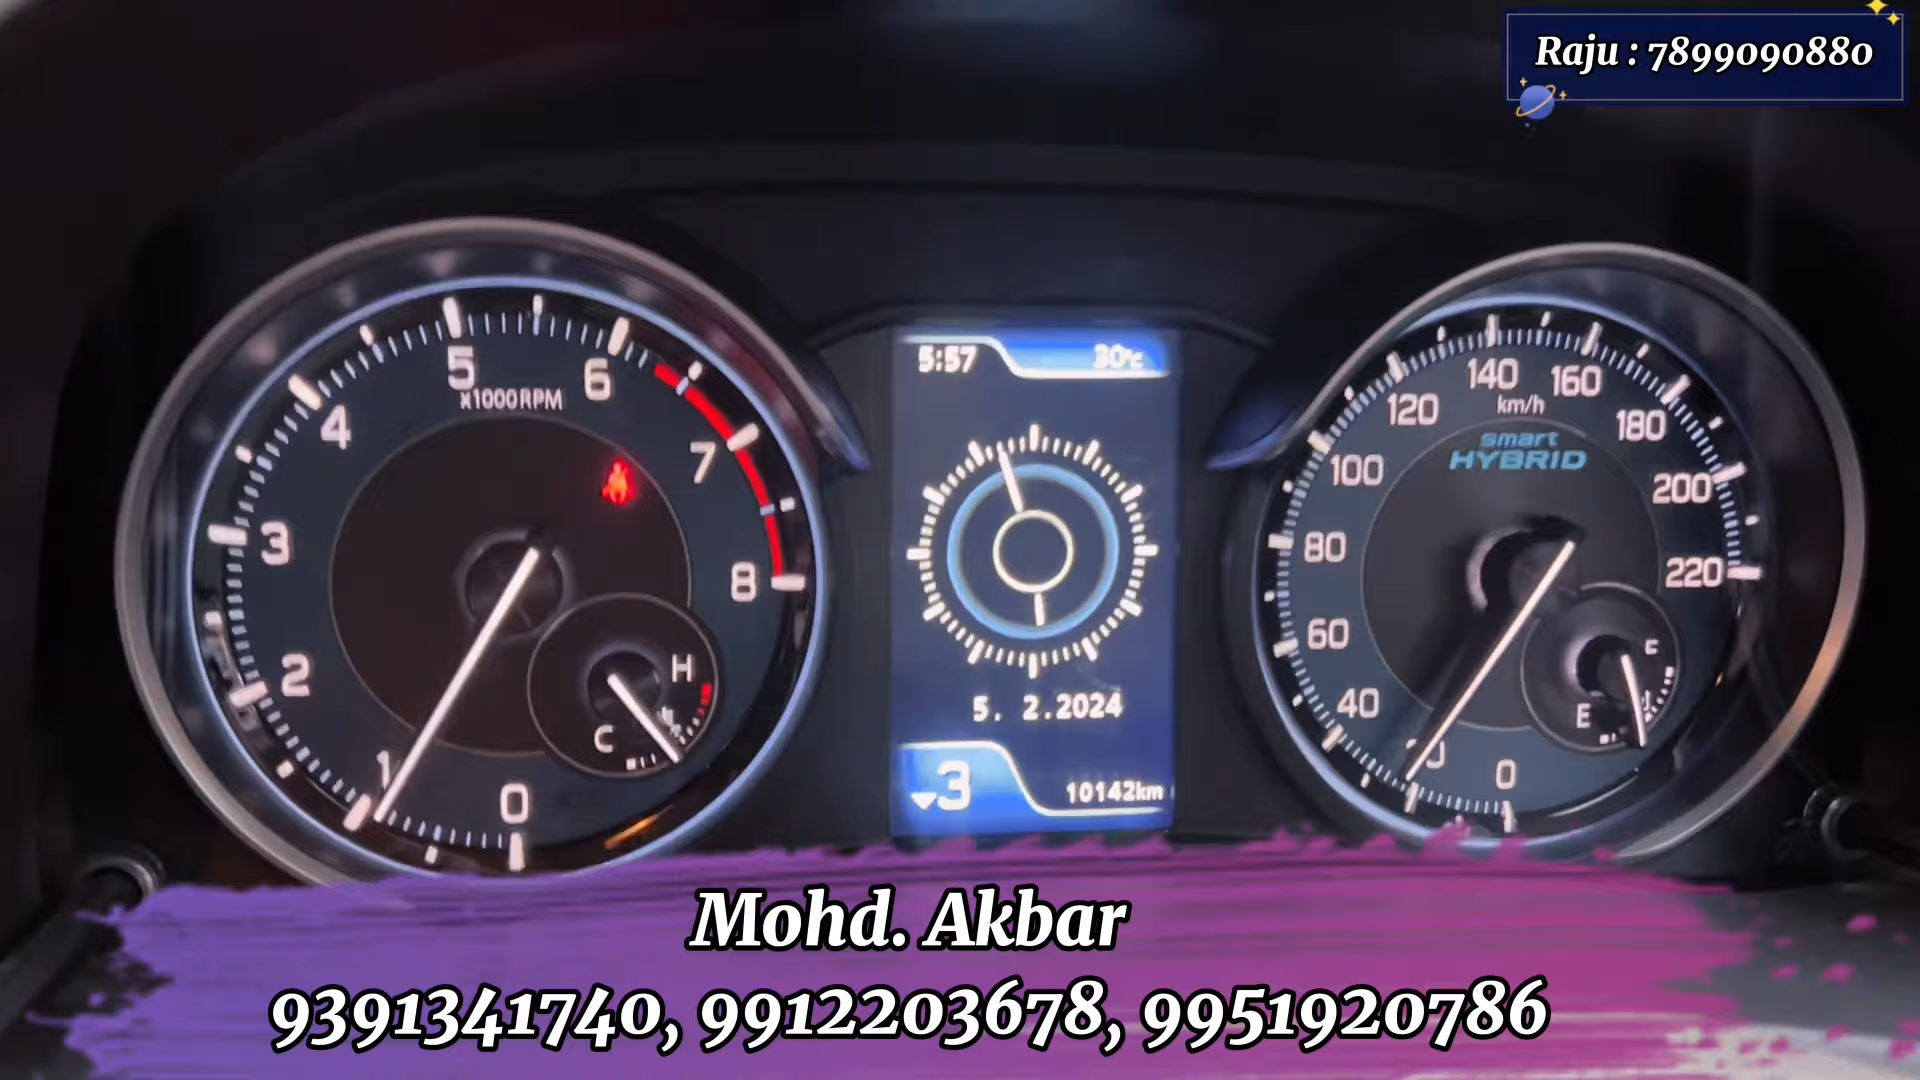 Raju : 7899090880
5:57
30℃
5
6
x1000RPM
4
7
3
8
2
H
C
1
0
5. 2.2024
3
10142km
140
160
km/h
120
180
smart
HYBRID
100
200
80
220
60
F
40
E
0
Mohd. Akbar
9391341740, 9912203678, 9951920786